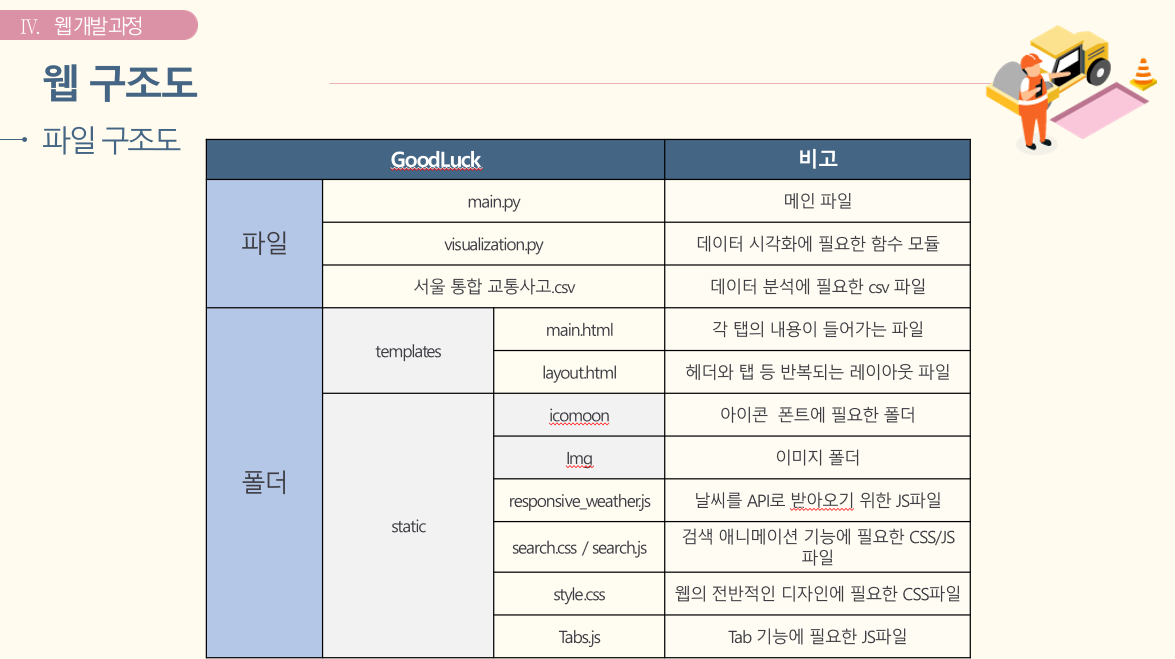 Ⅳ. 웹개발과정
웹 구조도
파일 구조도
GoodLuck 비고
파일
main.py 메인 파일
visualization.py 데이터 시각화에 필요한 함수 모듈
서울 통합 교통사고.csv 데이터 분석에 필요한 csv 파일
폴더
templates
main.html 각 탭의 내용이 들어가는 파일
layout.html 헤더와 탭 등 반복되는 레이아웃 파일
static
icomoon 아이콘 폰트에 필요한 폴더
Img 이미지 폴더
responsive_weather.js 날씨를 API로 받아오기 위한 JS파일
search.css / search.js 검색 애니메이션 기능에 필요한 CSS/JS
파일
style.css 웹의 전반적인 디자인에 필요한 CSS파일
Tabs.js Tab 기능에 필요한 JS파일